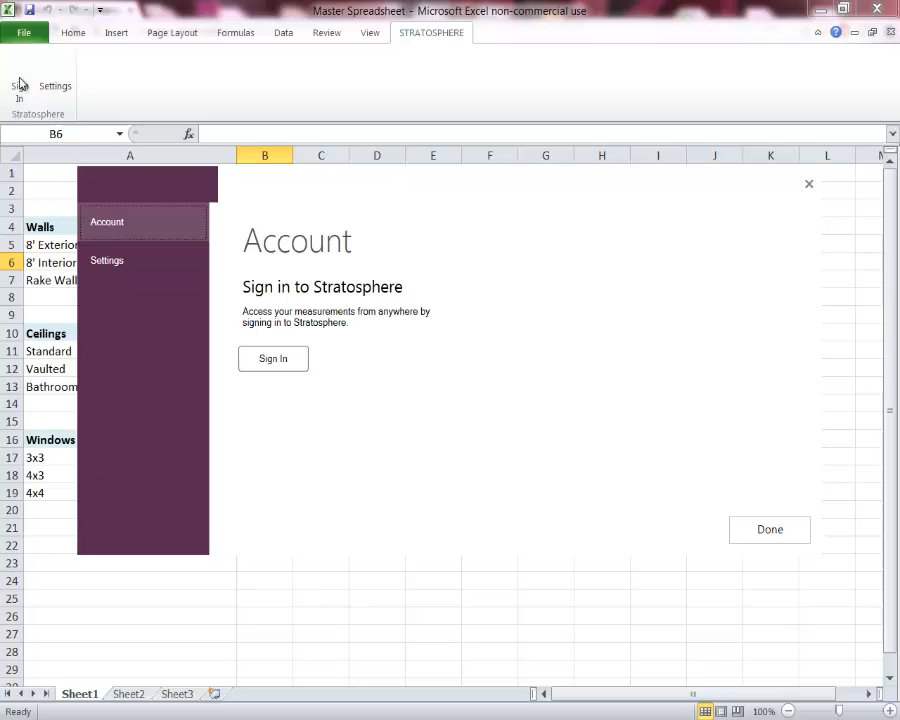 Master Spreadsheet - Microsoft Excel non-commercial use
File Home Insert Page Layout Formulas Data Review View STRATOSPHERE
Settings
In
Stratosphere
B6 fx
A B C D E F G H I J K L
1
2
3
4 Walls
5 8' Exterior
6 8' Interior
7 Rake Wall
8
9
10 Ceilings
11 Standard
12 Vaulted
13 Bathroom
14
15
16 Windows
17 3x3
18 4x3
19 4x4
20
21
22
23
24
25
26
27
28
29
Account
Settings
Account
Sign in to Stratosphere
Access your measurements from anywhere by
signing in to Stratosphere.
Sign In
Done
Sheet1 Sheet2 Sheet3
Ready 100%